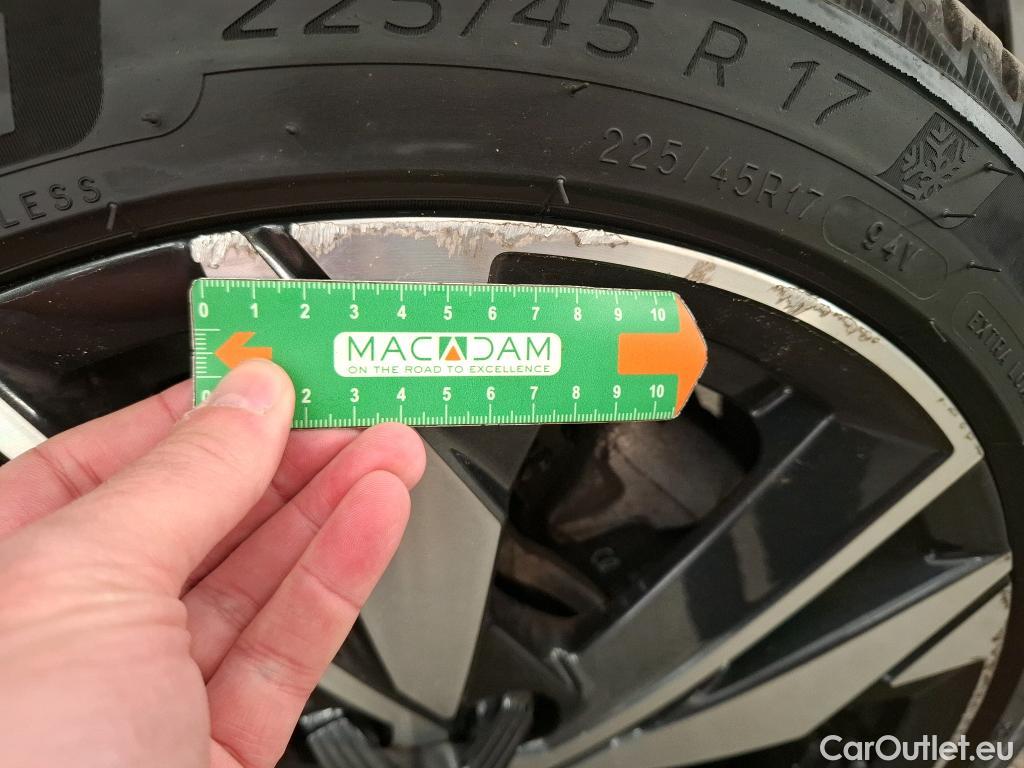 225/45 R 17
225/45R17 94V
LESS
EXTRA
0 1 2 3 4 5 6 7 8 9 10
MACADAM
ON THE ROAD TO EXCELLENCE
0 2 3 4 5 6 7 8 9 10
CarOutlet.eu